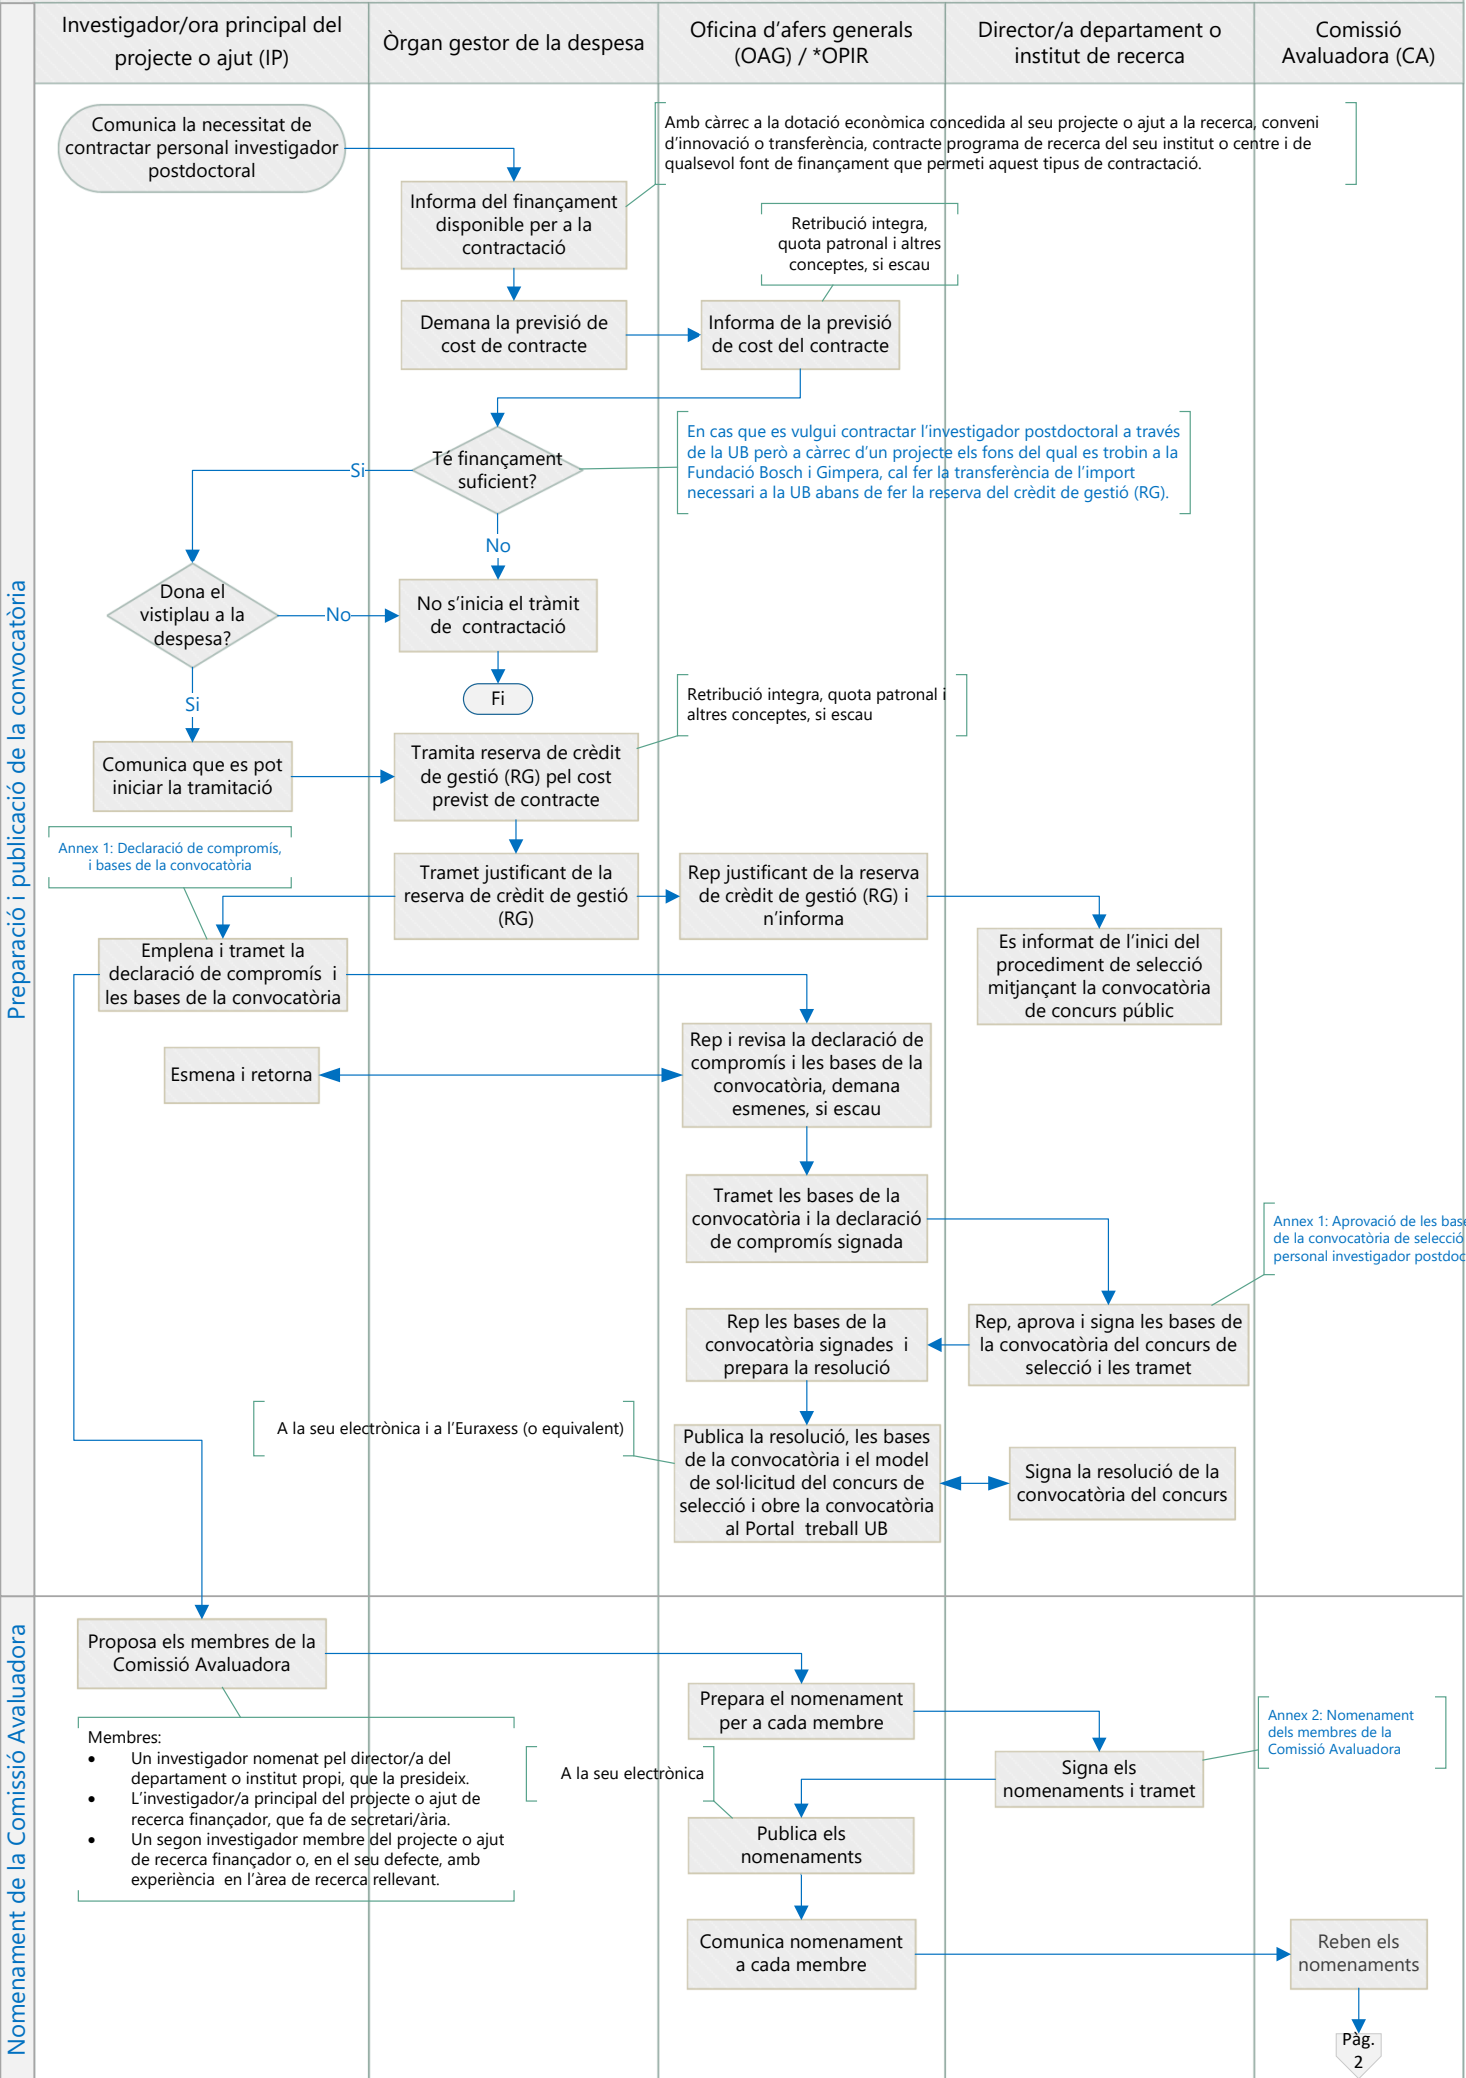 Investigador/ora principal del
projecte o ajut (IP)
Òrgan gestor de la despesa
Oficina d'afers generals
(OAG) / *OPIR
Director/a departament o
institut de recerca
Comissió
Avaluadora (CA)
Preparació i publicació de la convocatòria
Comunica la necessitat de
contractar personal investigador
postdoctoral
Amb càrrec a la dotació econòmica concedida al seu projecte o ajut a la recerca, conveni
d’innovació o transferència, contracte programa de recerca del seu institut o centre i de
qualsevol font de finançament que permeti aquest tipus de contractació.
Informa del finançament
disponible per a la
contractació
Retribució integra,
quota patronal i altres
conceptes, si escau
Demana la previsió de
cost de contracte
Informa de la previsió
de cost del contracte
Té finançament
suficient?
Si
No
En cas que es vulgui contractar l’investigador postdoctoral a través
de la UB però a càrrec d’un projecte els fons del qual es trobin a la
Fundació Bosch i Gimpera, cal fer la transferència de l’import
necessari a la UB abans de fer la reserva del crèdit de gestió (RG).
Dona el
vistiplau a la
despesa?
No
No s’inicia el tràmit
de contractació
Fi
Si
Retribució integra, quota patronal i
altres conceptes, si escau
Comunica que es pot
iniciar la tramitació
Tramita reserva de crèdit
de gestió (RG) pel cost
previst de contracte
Annex 1: Declaració de compromís,
i bases de la convocatòria
Tramet justificant de la
reserva de crèdit de gestió
(RG)
Rep justificant de la reserva
de crèdit de gestió (RG) i
n’informa
Emplena i tramet la
declaració de compromís i
les bases de la convocatòria
Es informat de l’inici del
procediment de selecció
mitjançant la convocatòria
de concurs públic
Rep i revisa la declaració de
compromís i les bases de la
convocatòria, demana
esmenes, si escau
Esmena i retorna
Tramet les bases de la
convocatòria i la declaració
de compromís signada
Annex 1: Aprovació de les base
de la convocatòria de selecció
personal investigador postdoc
Rep les bases de la
convocatòria signades i
prepara la resolució
Rep, aprova i signa les bases de
la convocatòria del concurs de
selecció i les tramet
A la seu electrònica i a l’Euraxess (o equivalent)
Publica la resolució, les bases
de la convocatòria i el model
de sol·licitud del concurs de
selecció i obre la convocatòria
al Portal treball UB
Signa la resolució de la
convocatòria del concurs
Nomenament de la Comissió Avaluadora
Proposa els membres de la
Comissió Avaluadora
Prepara el nomenament
per a cada membre
Annex 2: Nomenament
dels membres de la
Comissió Avaluadora
Membres:
• Un investigador nomenat pel director/a del
departament o institut propi, que la presideix.
• L’investigador/a principal del projecte o ajut de
recerca finançador, que fa de secretari/ària.
• Un segon investigador membre del projecte o ajut
de recerca finançador o, en el seu defecte, amb
experiència en l’àrea de recerca rellevant.
A la seu electrònica
Signa els
nomenaments i tramet
Publica els
nomenaments
Comunica nomenament
a cada membre
Reben els
nomenaments
Pàg.
2